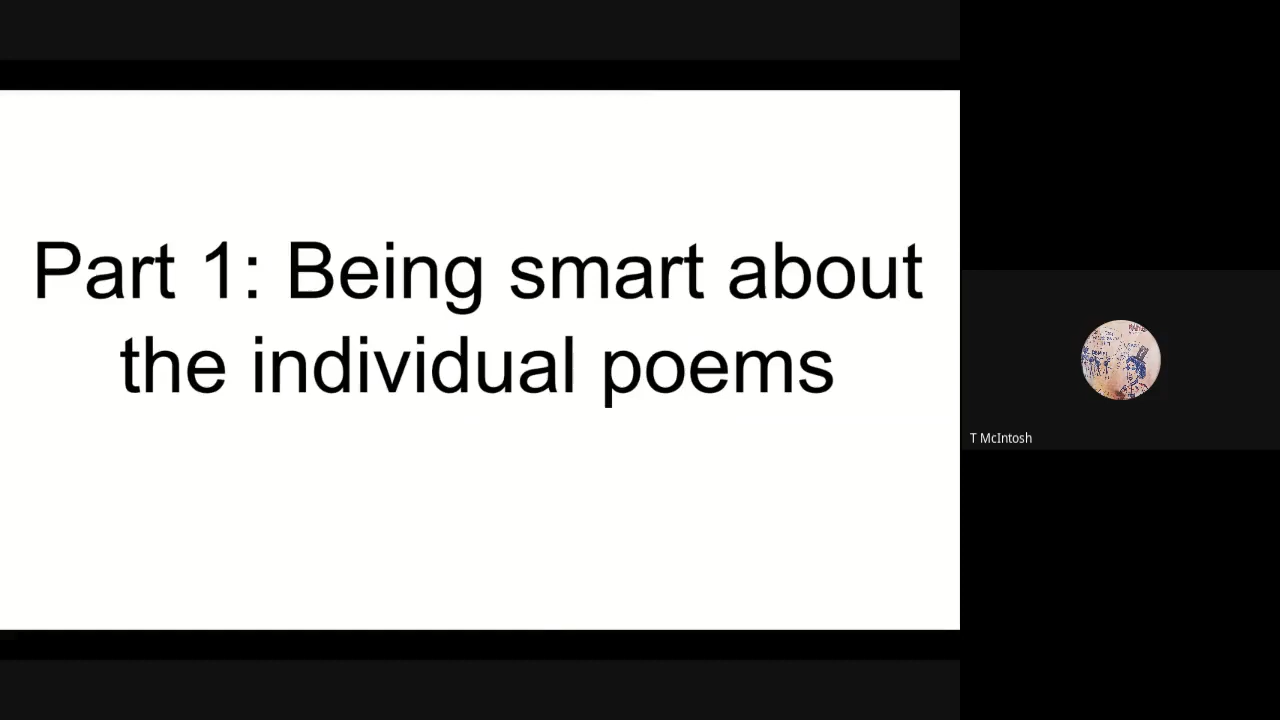 Part 1: Being smart about
the individual poems
T McIntosh